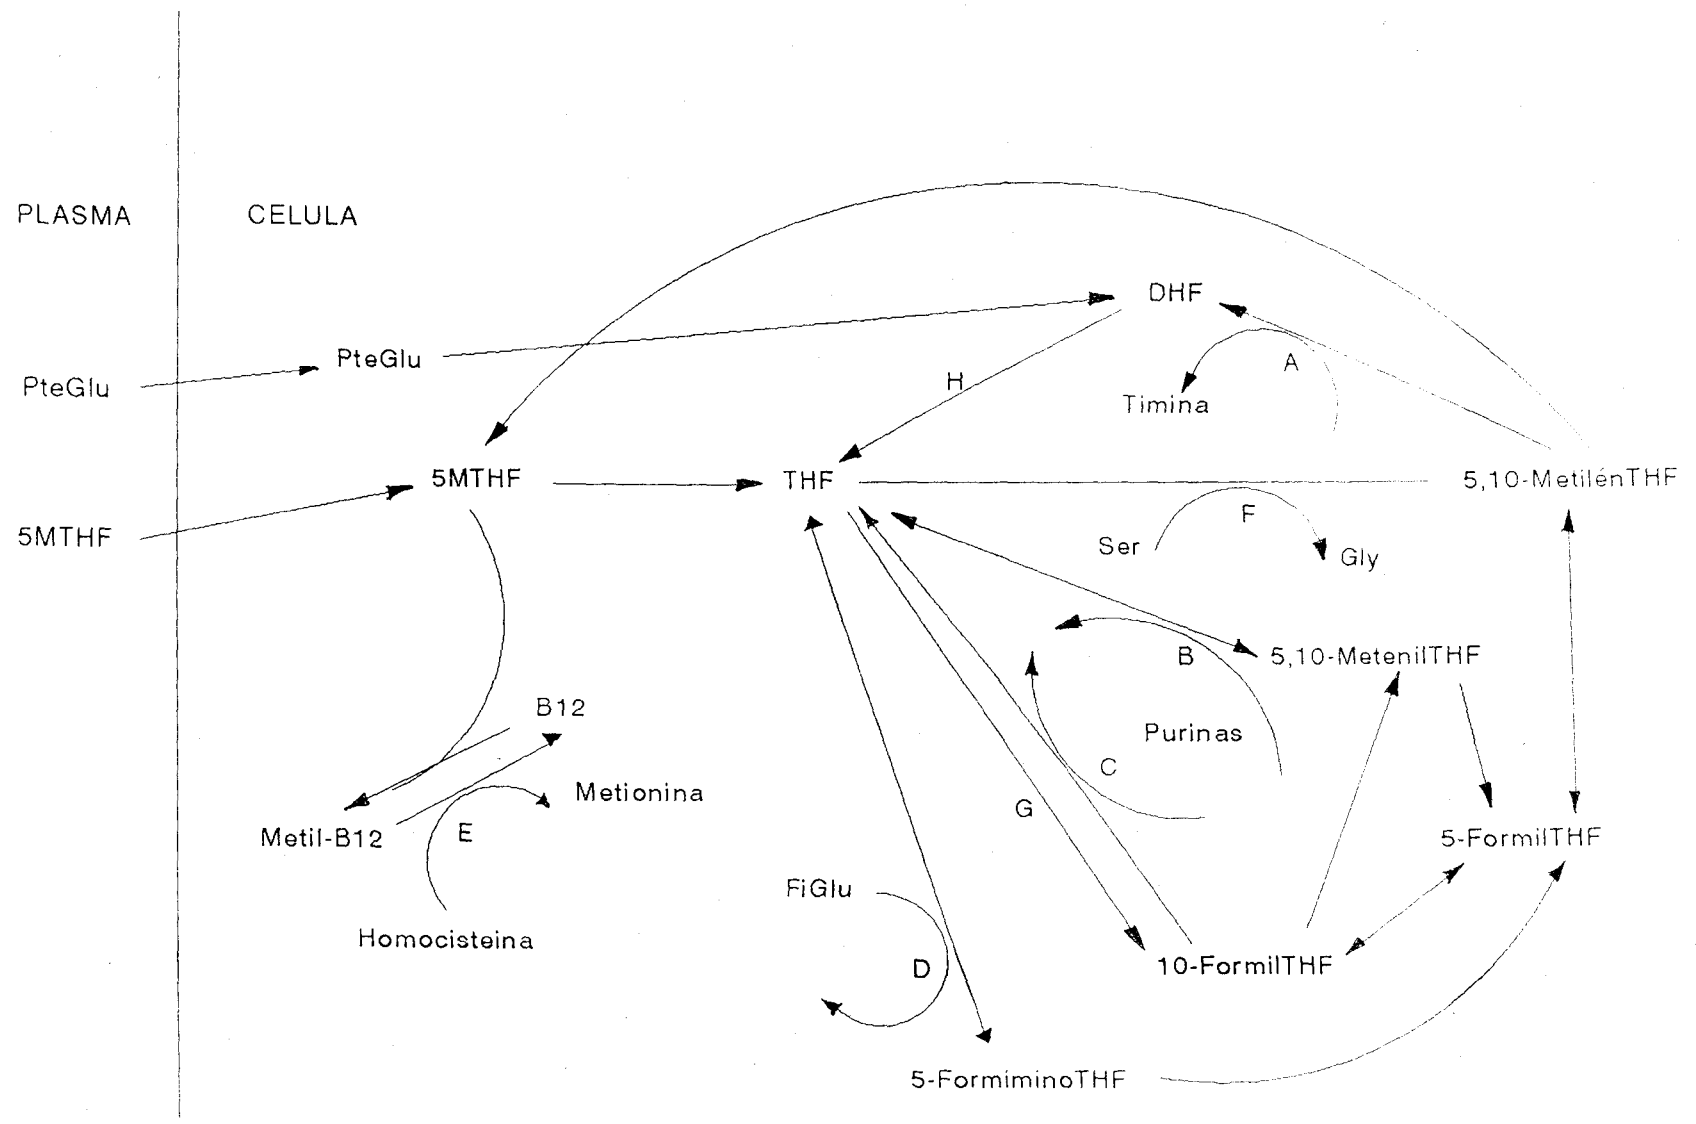 PLASMA
CELULA
DHF
PteGlu
PteGlu
A
H
Timina
5MTHF
THF
5,10-MetilénTHF
5MTHF
F
Ser
Gly
B
5,10-MetenilTHF
B12
Purinas
C
Metionina
G
Metil-B12
E
5-FormilTHF
FiGlu
Homocisteina
D
10-FormilTHF
5-FormiminoTHF